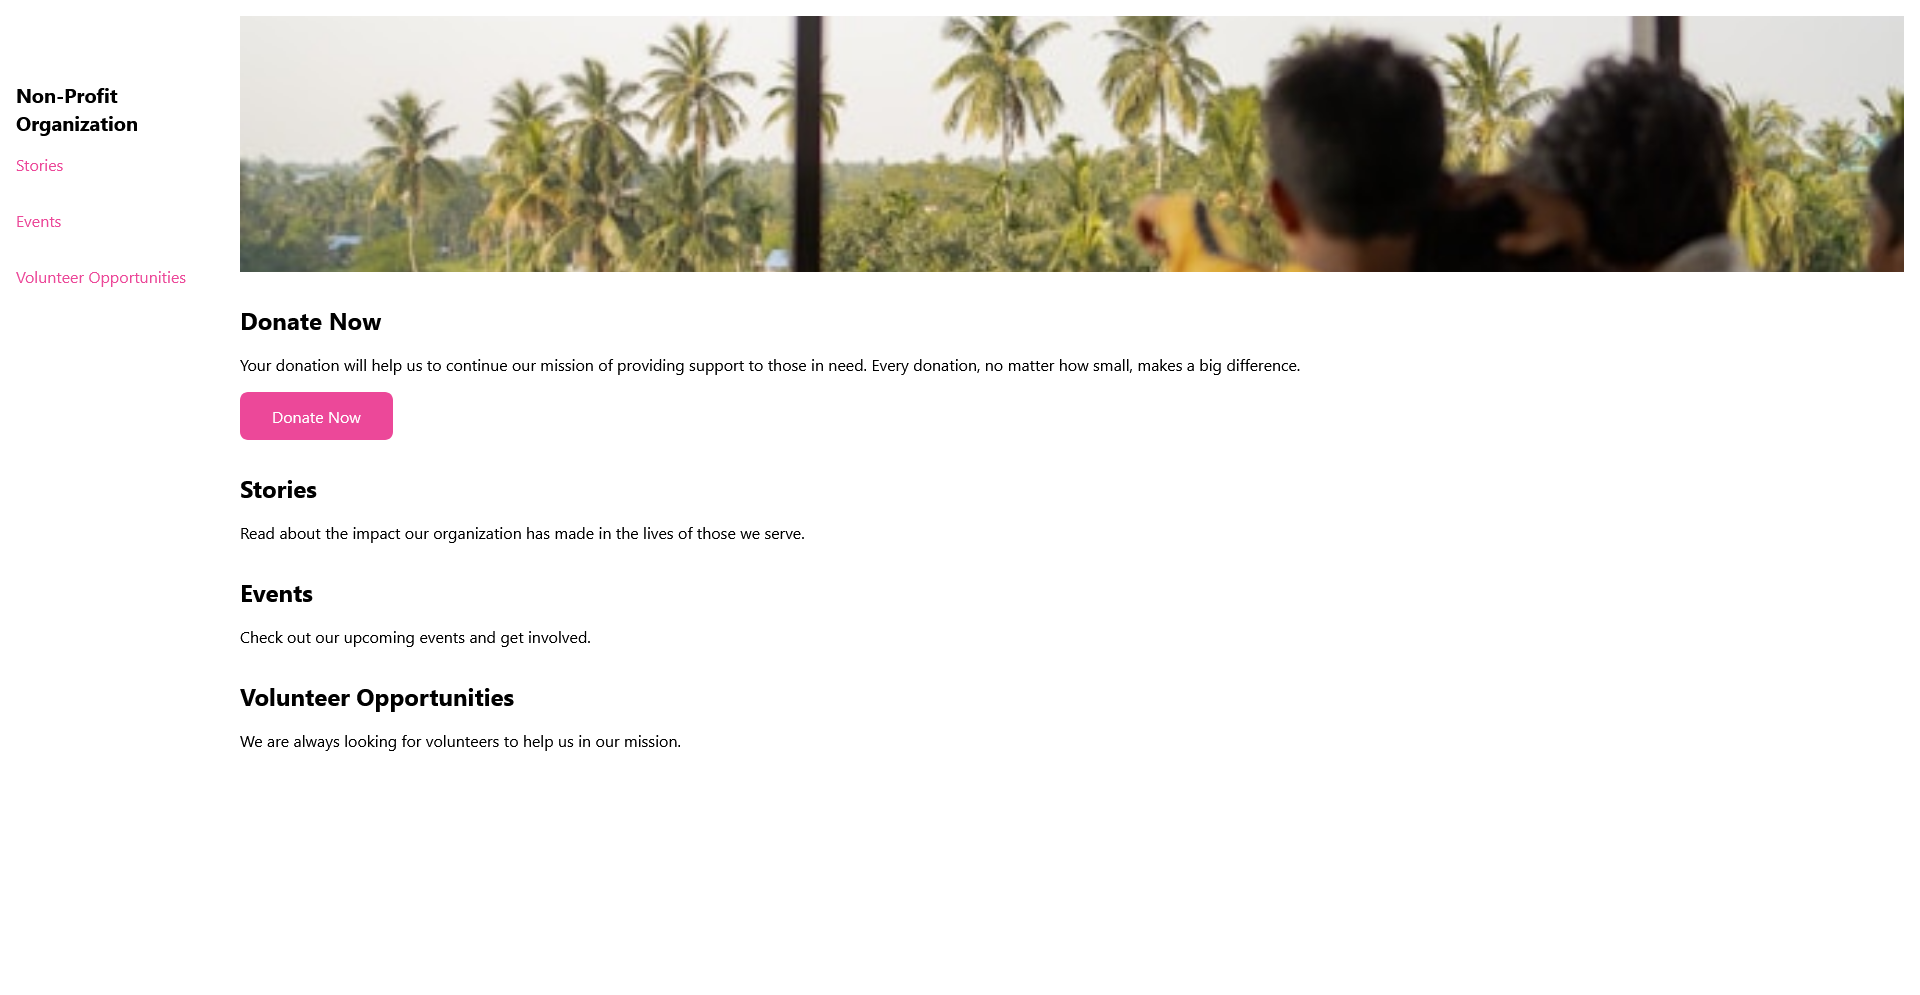 Non-Profit
Organization
Stories
Events
Volunteer Opportunities
Donate Now
Your donation will help us to continue our mission of providing support to those in need. Every donation, no matter how small, makes a big difference.
Donate Now
Stories
Read about the impact our organization has made in the lives of those we serve.
Events
Check out our upcoming events and get involved.
Volunteer Opportunities
We are always looking for volunteers to help us in our mission.